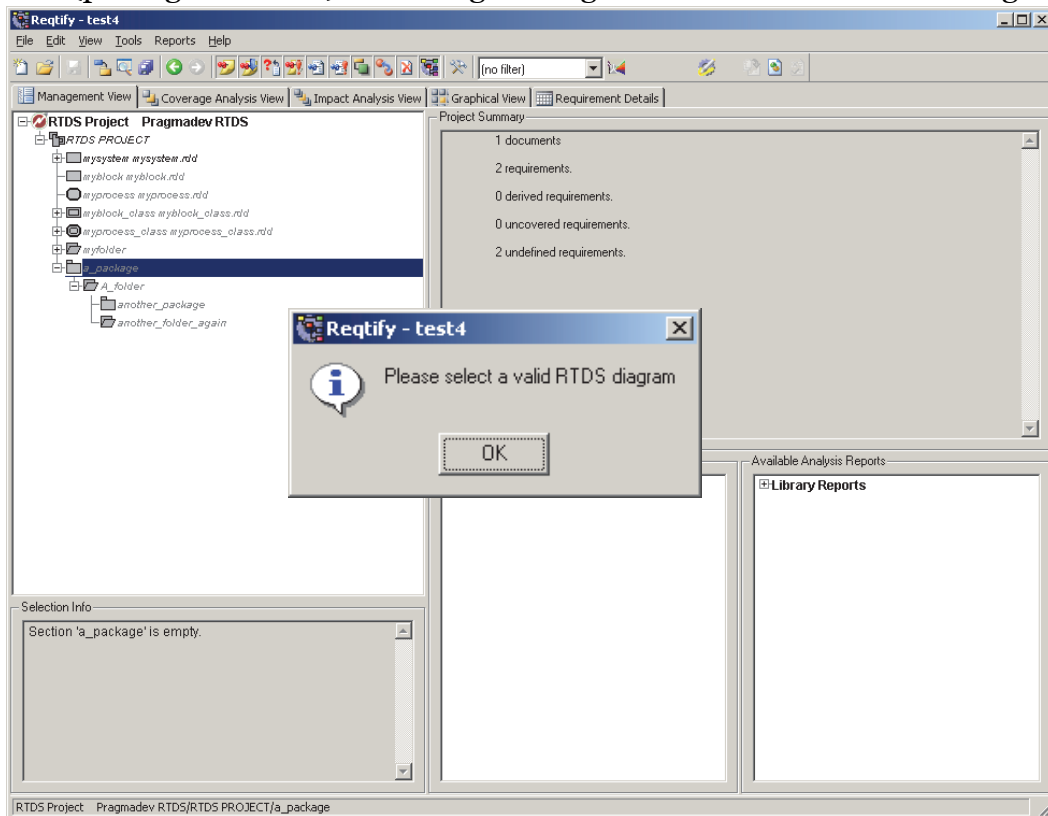 Reqtify - test4
File Edit View Tools Reports Help
(no filter)
Management View Coverage Analysis View Impact Analysis View Graphical View Requirement Details
RTDS Project Pragmadev RTDS
RTDS PROJECT
mysystem mysystem.rdd
myblock myblock.rdd
myprocess myprocess.rdd
myblock_class myblock_class.rdd
myprocess_class myprocess_class.rdd
myfolder
a_package
A_folder
another_package
another_folder_again
Project Summary
1 documents
2 requirements.
0 derived requirements.
0 uncovered requirements.
2 undefined requirements.
Reqtify - test4
Please select a valid RTDS diagram
OK
Available Analysis Reports
Library Reports
Selection Info
Section 'a_package' is empty.
RTDS Project Pragmadev RTDS/RTDS PROJECT/a_package